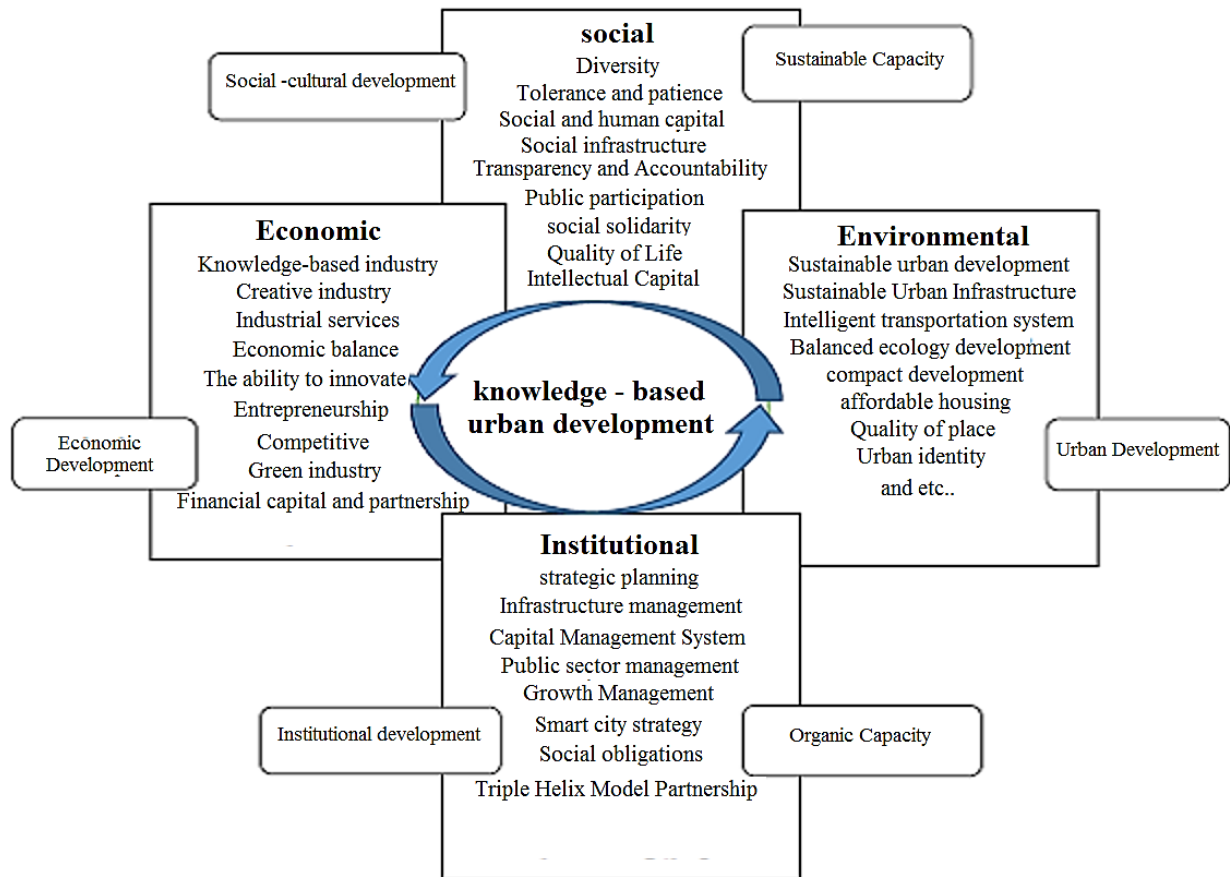 social
Diversity
Tolerance and patience
Social and human capital
Social infrastructure
Transparency and Accountability
Public participation
social solidarity
Quality of Life
Intellectual Capital
Social -cultural development
Sustainable Capacity
Economic
Knowledge-based industry
Creative industry
Industrial services
Economic balance
The ability to innovate
Entrepreneurship
Competitive
Green industry
Financial capital and partnership
Economic
Development
knowledge - based
urban development
Environmental
Sustainable urban development
Sustainable Urban Infrastructure
Intelligent transportation system
Balanced ecology development
compact development
affordable housing
Quality of place
Urban identity
and etc..
Urban Development
Institutional
strategic planning
Infrastructure management
Capital Management System
Public sector management
Growth Management
Smart city strategy
Social obligations
Triple Helix Model Partnership
Institutional development
Organic Capacity